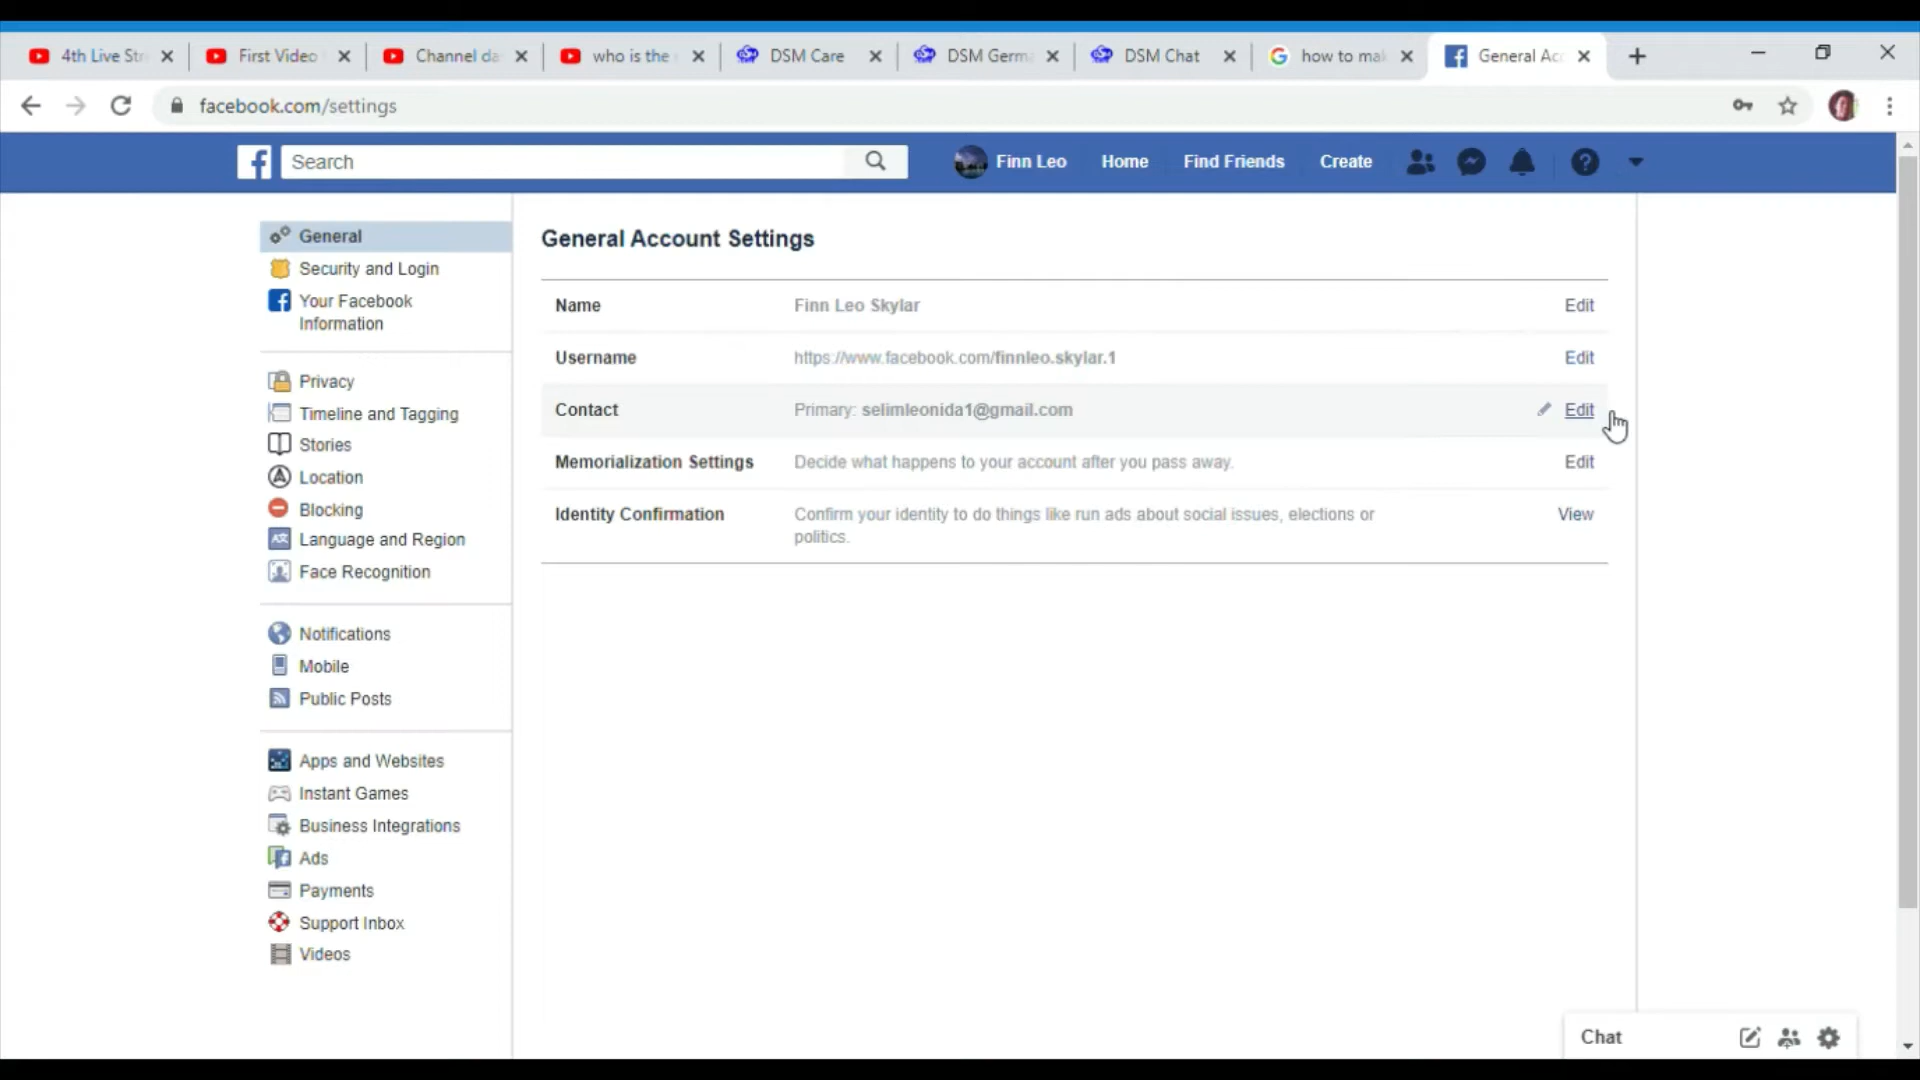 4th Live Str
First Video
Channel da
who is the
DSM Care
DSM Germ
DSM Chat
how to mal
General Acc
facebook.com/settings
Search
Finn Leo
Home
Find Friends
Create
General
Security and Login
Your Facebook
Information
Privacy
Timeline and Tagging
Stories
Location
Blocking
Language and Region
Face Recognition
Notifications
Mobile
Public Posts
Apps and Websites
Instant Games
Business Integrations
Ads
Payments
Support Inbox
Videos
General Account Settings
Name Finn Leo Skylar Edit
Username https://www.facebook.com/finnleo.skylar.1 Edit
Contact Primary: selimleonida1@gmail.com Edit
Memorialization Settings Decide what happens to your account after you pass away. Edit
Identity Confirmation Confirm your identity to do things like run ads about social issues, elections or View
politics.
Chat